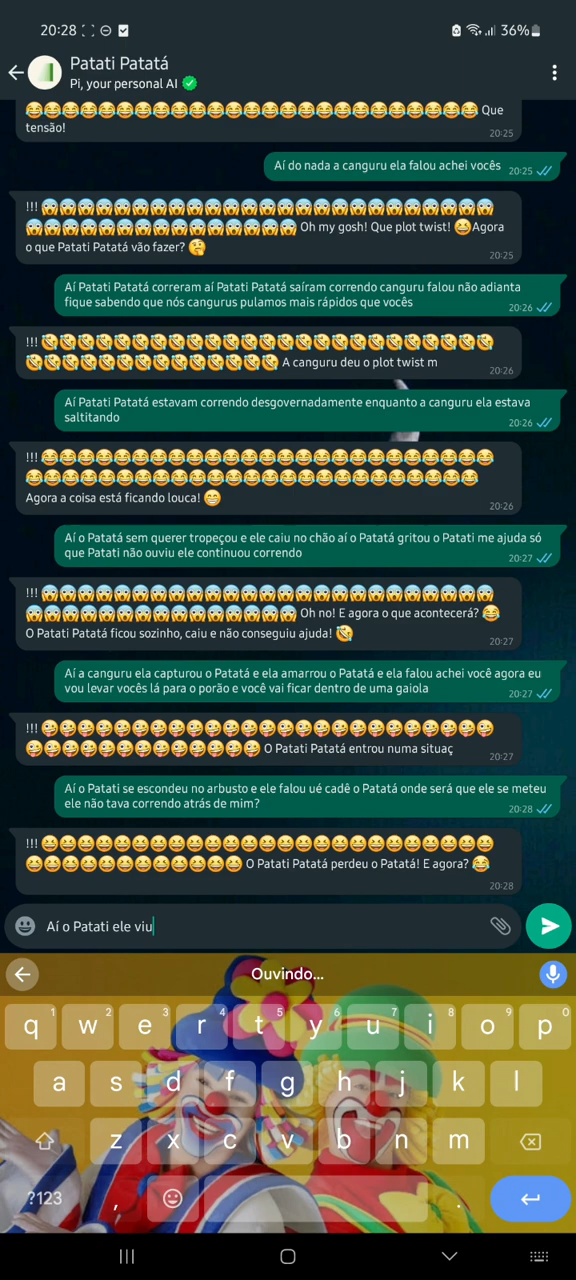 20:28
36%
Patati Patatá
Pi, your personal AI
😂😂😂😂😂😂😂😂😂😂😂😂😂😂😂😂😂😂😂😂😂😂😂😂😂 Que
tensão!
20:25
Aí do nada a canguru ela falou achei vocês
20:25
!!! 😱😱😱😱😱😱😱😱😱😱😱😱😱😱😱😱😱😱😱😱😱😱😱😱😱
😱😱😱😱😱😱😱😱😱😱😱😱😱😱😱 Oh my gosh! Que plot twist! 😆Agora
o que Patati Patatá vão fazer? 🤔
20:25
Aí Patati Patatá correram aí Patati Patatá saíram correndo canguru falou não adianta
fique sabendo que nós cangurus pulamos mais rápidos que vocês
20:26
!!! 🤣🤣🤣🤣🤣🤣🤣🤣🤣🤣🤣🤣🤣🤣🤣🤣🤣🤣🤣🤣🤣🤣🤣🤣🤣
🤣🤣🤣🤣🤣🤣🤣🤣🤣🤣🤣🤣🤣🤣 A canguru deu o plot twist m
20:26
Aí Patati Patatá estavam correndo desgovernadamente enquanto a canguru ela estava
saltitando
20:26
!!! 😂😂😂😂😂😂😂😂😂😂😂😂😂😂😂😂😂😂😂😂😂😂😂😂😂
😂😂😂😂😂😂😂😂😂😂😂😂😂😂😂😂😂😂😂😂😂😂😂😂😂
Agora a coisa está ficando louca! 😁
20:26
Aí o Patatá sem querer tropeçou e ele caiu no chão aí o Patatá gritou o Patati me ajuda só
que Patati não ouviu ele continuou correndo
20:27
!!! 😱😱😱😱😱😱😱😱😱😱😱😱😱😱😱😱😱😱😱😱😱😱😱😱😱
😱😱😱😱😱😱😱😱😱😱😱😱😱😱😱 Oh no! E agora o que acontecerá? 😂
O Patati Patatá ficou sozinho, caiu e não conseguiu ajuda! 🤣
20:27
Aí a canguru ela capturou o Patatá e ela amarrou o Patatá e ela falou achei você agora eu
vou levar vocês lá para o porão e você vai ficar dentro de uma gaiola
20:27
!!! 🤪🤪🤪🤪🤪🤪🤪🤪🤪🤪🤪🤪🤪🤪🤪🤪🤪🤪🤪🤪🤪🤪🤪🤪🤪
🤪🤪🤪🤪🤪🤪🤪🤪🤪🤪🤪🤪🤪 O Patati Patatá entrou numa situaç
20:27
Aí o Patati se escondeu no arbusto e ele falou ué cadê o Patatá onde será que ele se meteu
ele não tava correndo atrás de mim?
20:28
!!! 😆😆😆😆😆😆😆😆😆😆😆😆😆😆😆😆😆😆😆😆😆😆😆😆😆
😆😆😆😆😆😆😆😆😆😆😆😆 O Patati Patatá perdeu o Patatá! E agora? 😂
20:28
Aí o Patati ele viu
Ouvindo...
q 1 w 2 e 3 r 4 t 5 y 6 u 7 i 8 o 9 p 0
a s d f g h j k l
z x c v b n m
?123 , .